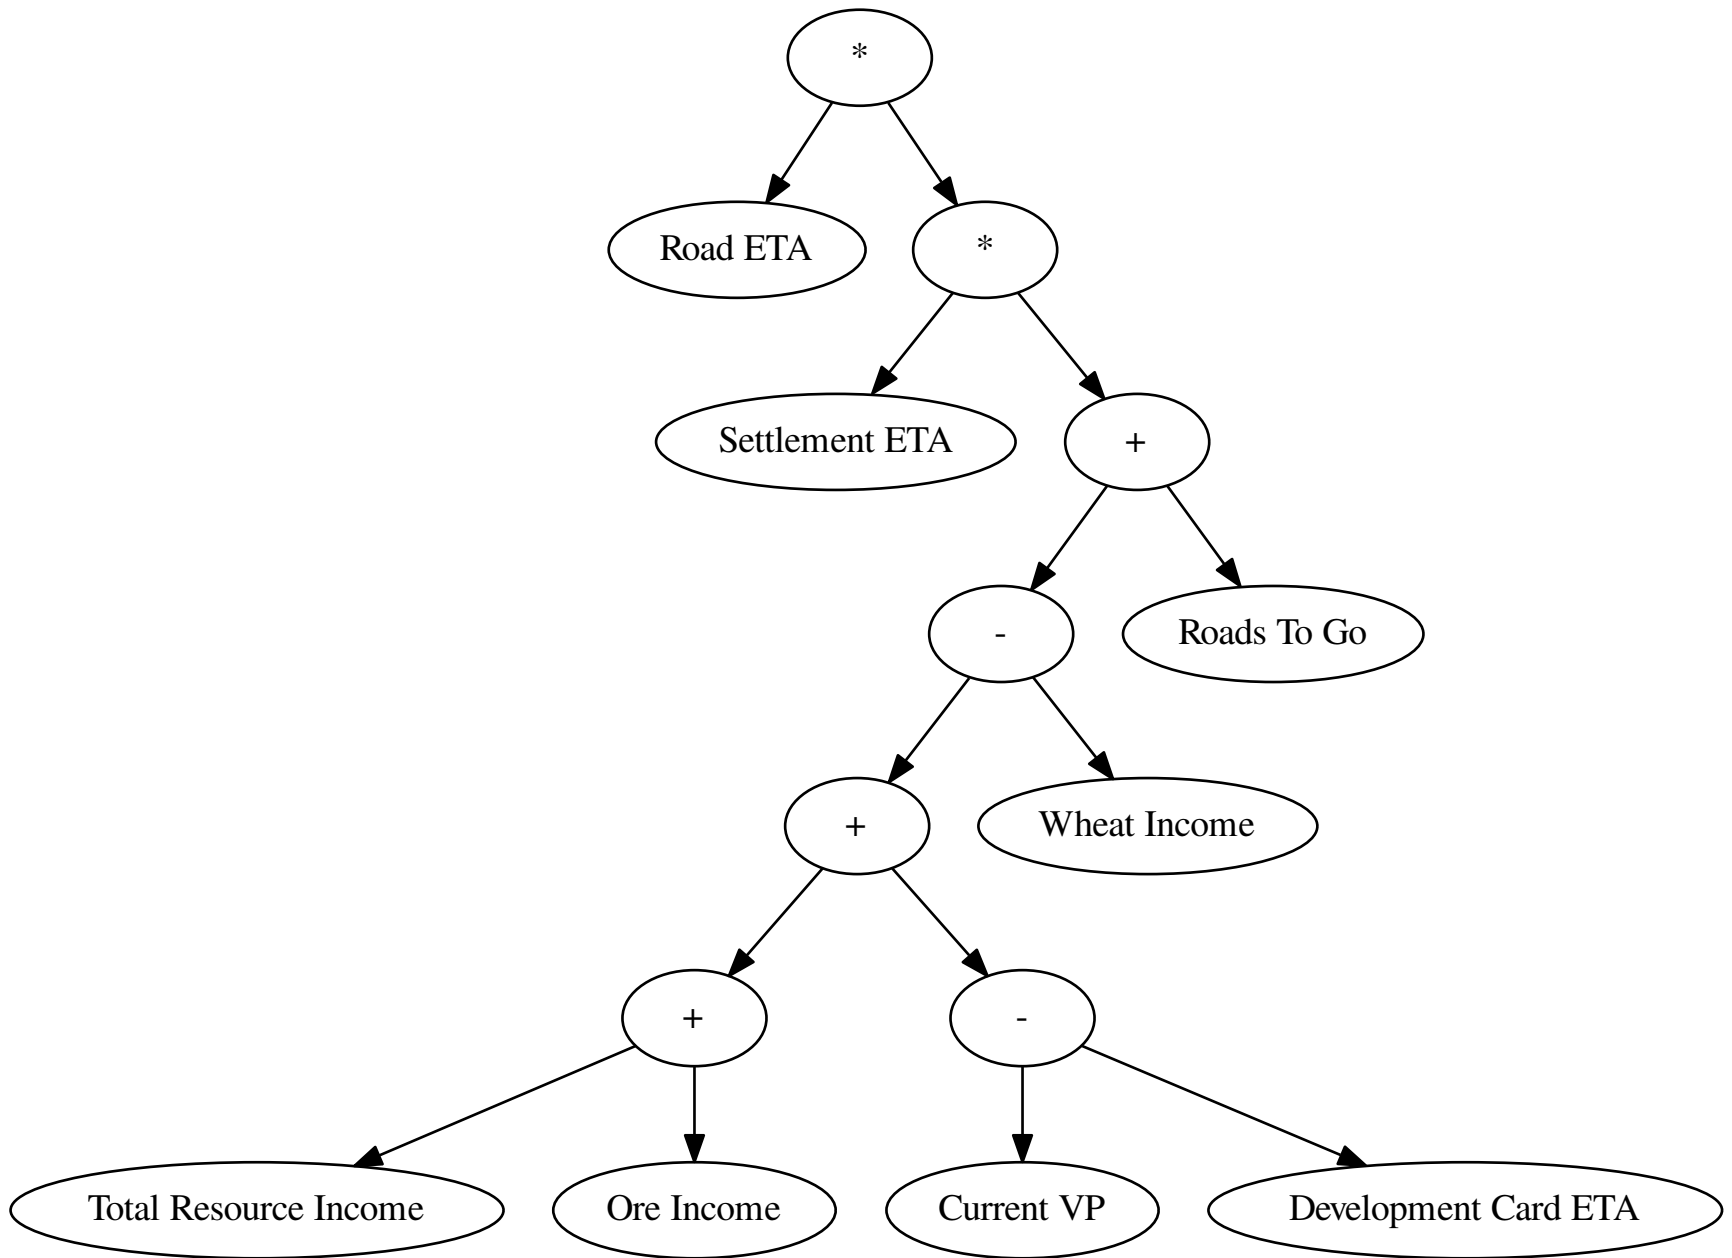 *
Road ETA
*
Settlement ETA
+
-
Roads To Go
+
Wheat Income
+
-
Total Resource Income
Ore Income
Current VP
Development Card ETA